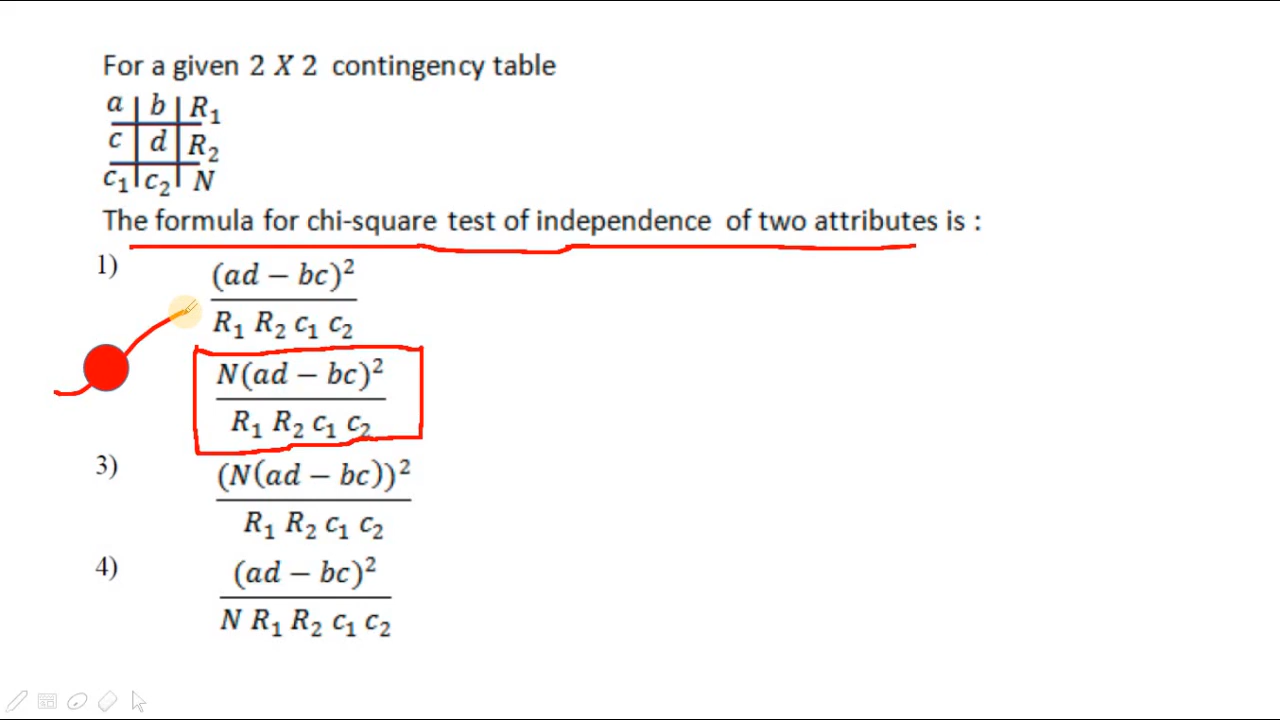 For a given 2 X 2 contingency table
a | b | R₁
c | d | R₂
c₁ | c₂ | N
The formula for chi-square test of independence of two attributes is :
1)
(ad − bc)²
R₁ R₂ c₁ c₂
N(ad − bc)²
R₁ R₂ c₁ c₂
3)
(N(ad − bc))²
R₁ R₂ c₁ c₂
4)
(ad − bc)²
N R₁ R₂ c₁ c₂